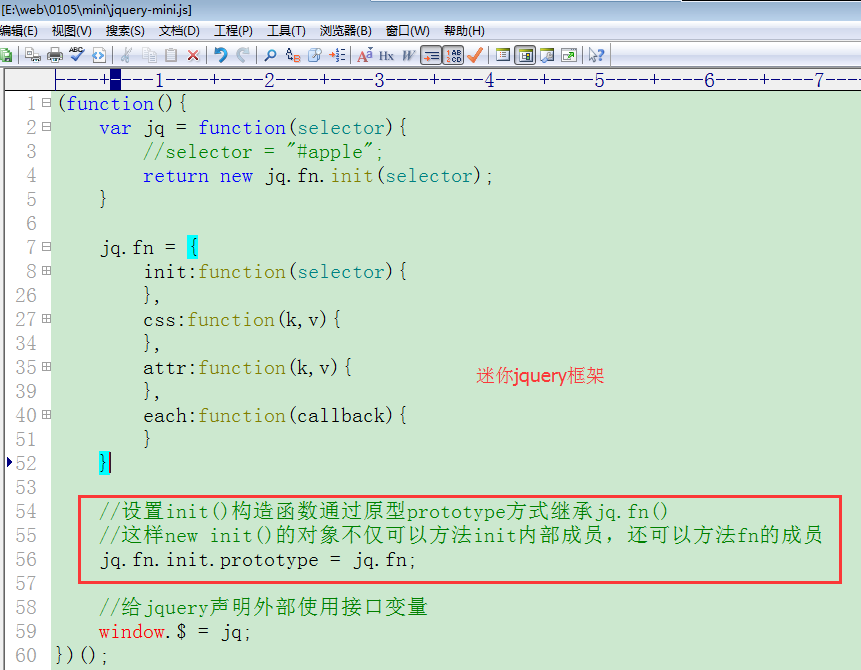 [E:\web\0105\mini\jquery-mini.js]
编辑(E) 视图(V) 搜索(S) 文档(D) 工程(P) 工具(T) 浏览器(B) 窗口(W) 帮助(H)
----+----1----+----2----+----3----+----4----+----5----+----6----+----7--
1 (function(){
2 var jq = function(selector){
3 //selector = "#apple";
4 return new jq.fn.init(selector);
5 }
6
7 jq.fn = {
8 init:function(selector){
26 },
27 css:function(k,v){
34 },
35 attr:function(k,v){
39 },
迷你jquery框架
40 each:function(callback){
51 }
52 }
53
54 //设置init()构造函数通过原型prototype方式继承jq.fn()
55 //这样new init()的对象不仅可以方法init内部成员，还可以方法fn的成员
56 jq.fn.init.prototype = jq.fn;
57
58 //给jquery声明外部使用接口变量
59 window.$ = jq;
60 })();